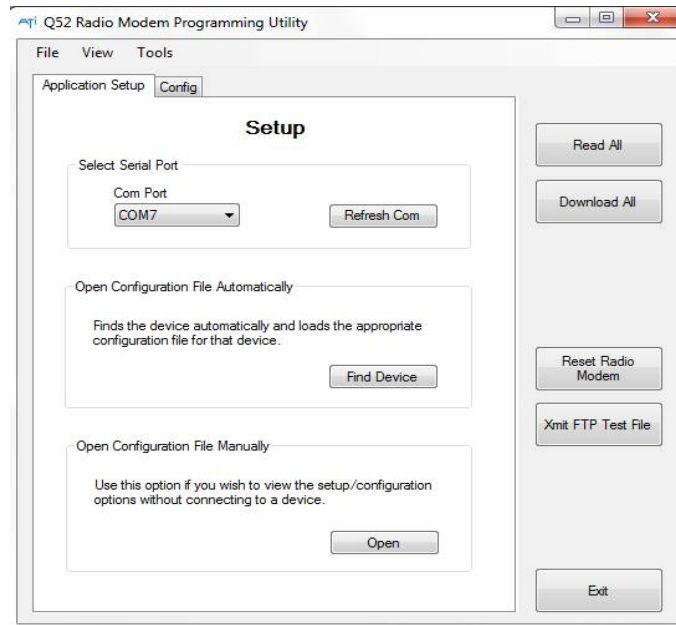 ATi Q52 Radio Modem Programming Utility
File View Tools
Application Setup Config
Setup
Select Serial Port
Com Port
COM7
Refresh Com
Open Configuration File Automatically
Finds the device automatically and loads the appropriate
configuration file for that device.
Find Device
Open Configuration File Manually
Use this option if you wish to view the setup/configuration
options without connecting to a device.
Open
Read All
Download All
Reset Radio
Modem
Xmit FTP Test File
Exit